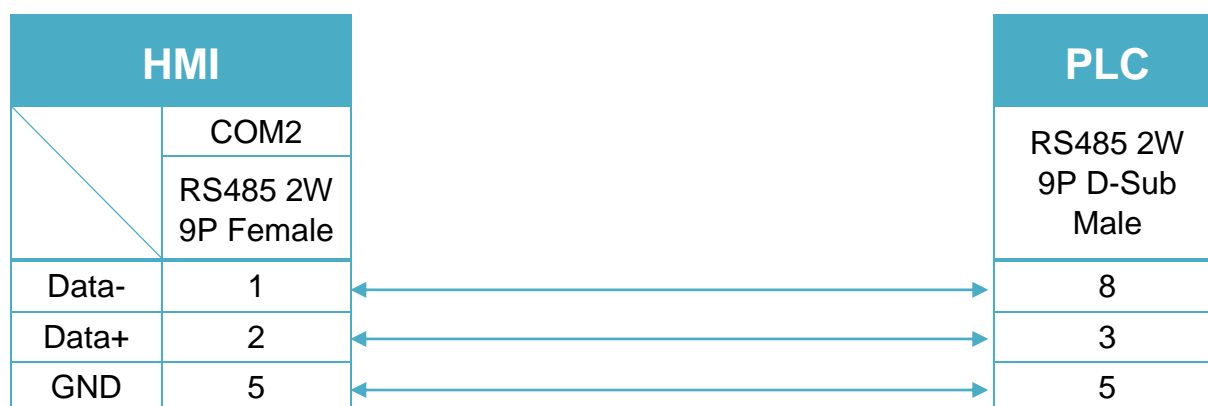 HMI
PLC
COM2
RS485 2W
9P Female
RS485 2W
9P D-Sub
Male
Data-
1
8
Data+
2
3
GND
5
5